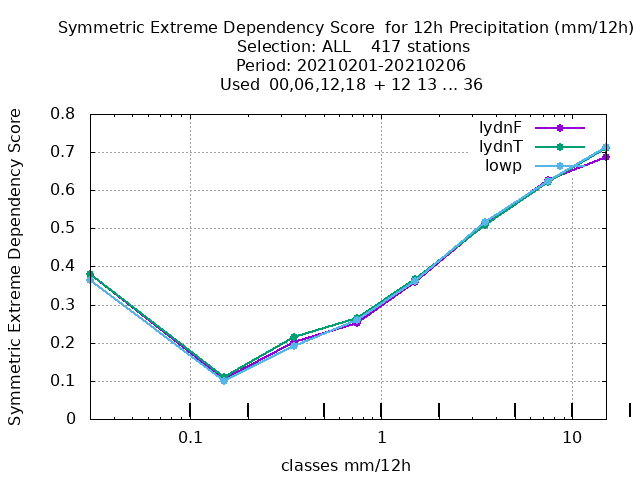 Symmetric Extreme Dependency Score  for 12h Precipitation (mm/12h)
Selection: ALL    417 stations
Period: 20210201-20210206
Used  00,06,12,18  + 12 13 ... 36
Symmetric Extreme Dependency Score
0.8
0.7
0.6
0.5
0.4
0.3
0.2
0.1
0
lydnF
lydnT
lowp
0.1
1
10
classes mm/12h